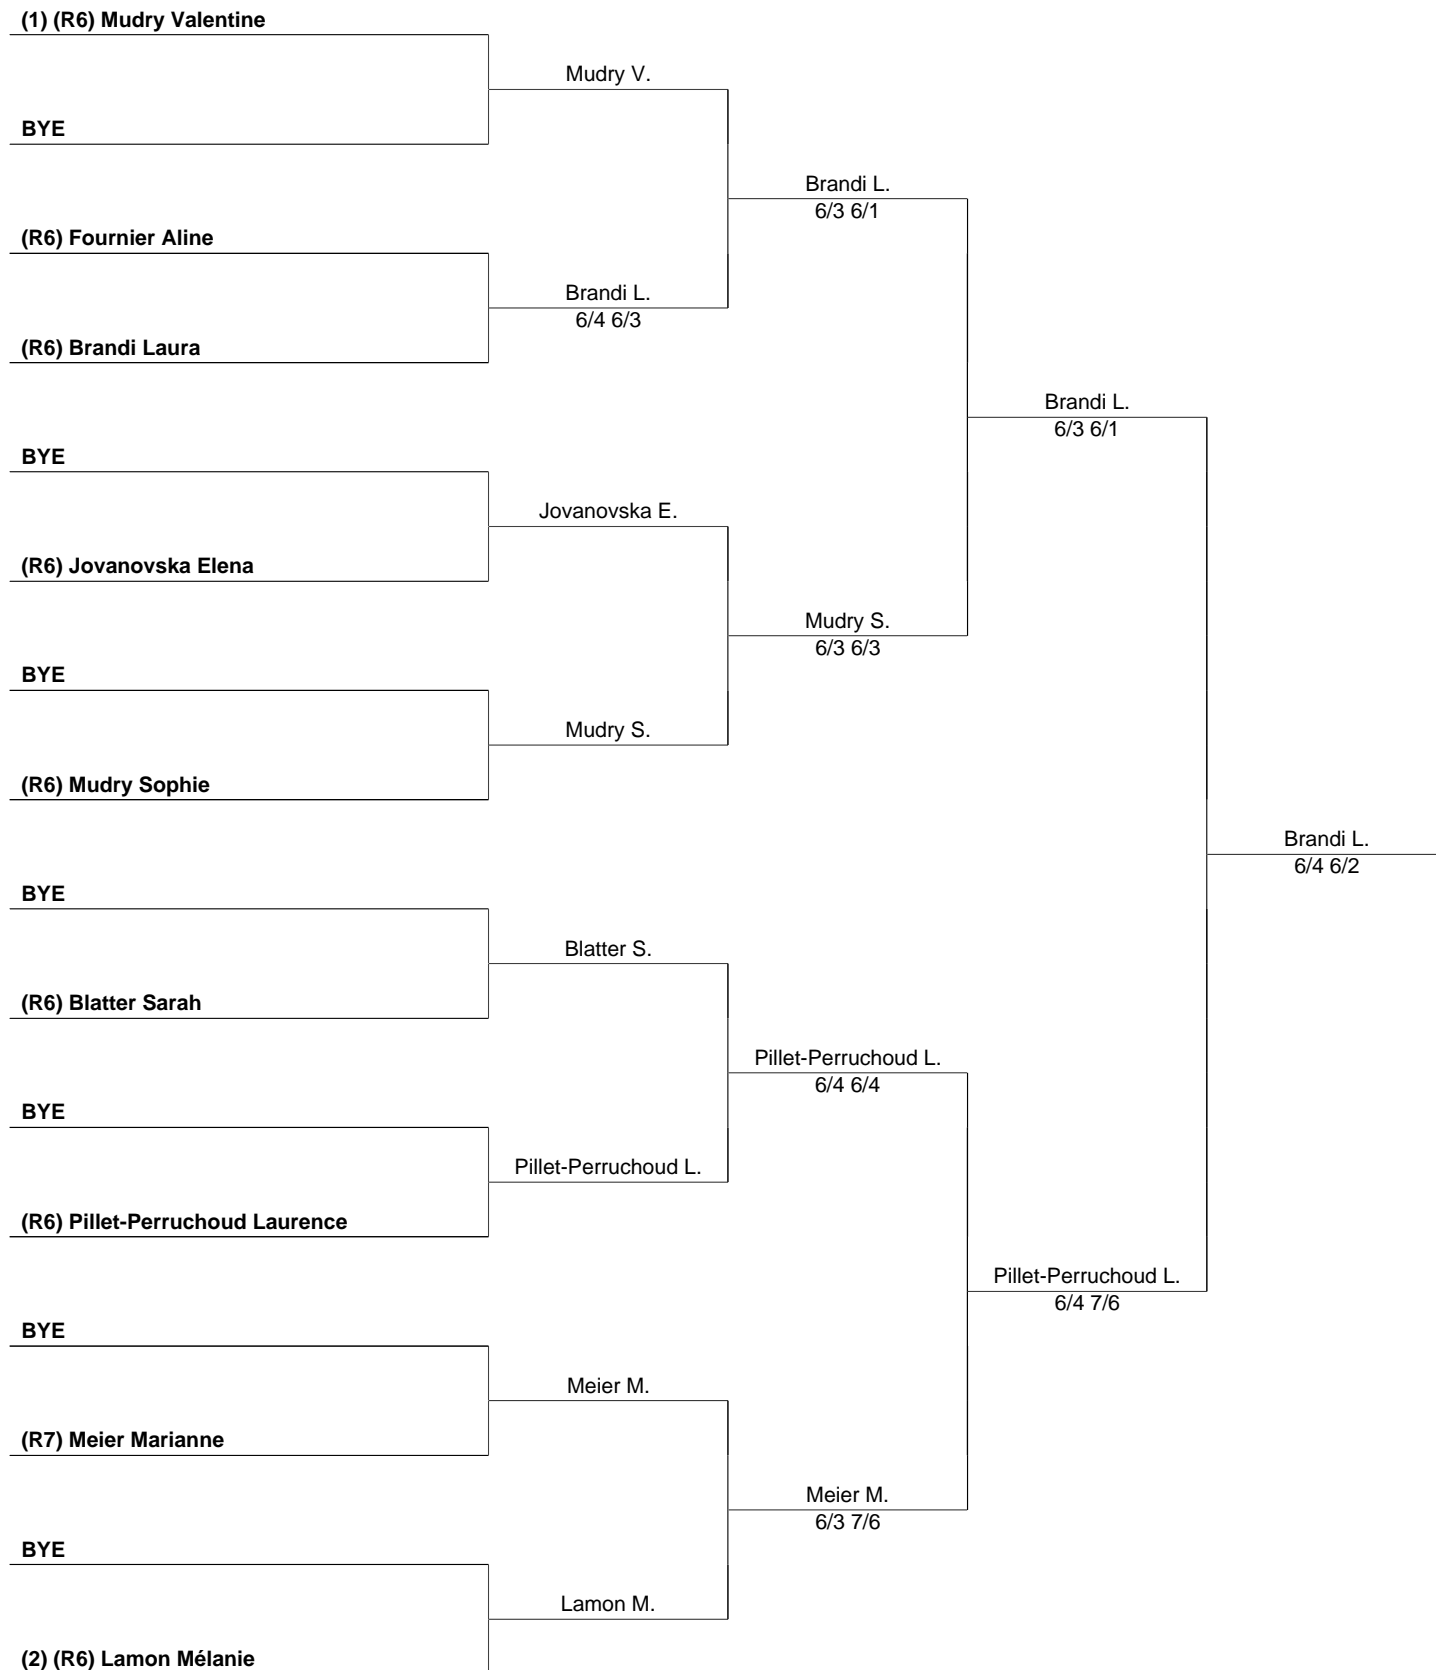 (1) (R6) Mudry Valentine
Mudry V.
BYE
Brandi L.
6/3 6/1
(R6) Fournier Aline
Brandi L.
6/4 6/3
(R6) Brandi Laura
Brandi L.
6/3 6/1
BYE
Jovanovska E.
(R6) Jovanovska Elena
Mudry S.
6/3 6/3
BYE
Mudry S.
(R6) Mudry Sophie
Brandi L.
6/4 6/2
BYE
Blatter S.
(R6) Blatter Sarah
Pillet-Perruchoud L.
6/4 6/4
BYE
Pillet-Perruchoud L.
(R6) Pillet-Perruchoud Laurence
Pillet-Perruchoud L.
6/4 7/6
BYE
Meier M.
(R7) Meier Marianne
Meier M.
6/3 7/6
BYE
Lamon M.
(2) (R6) Lamon Mélanie